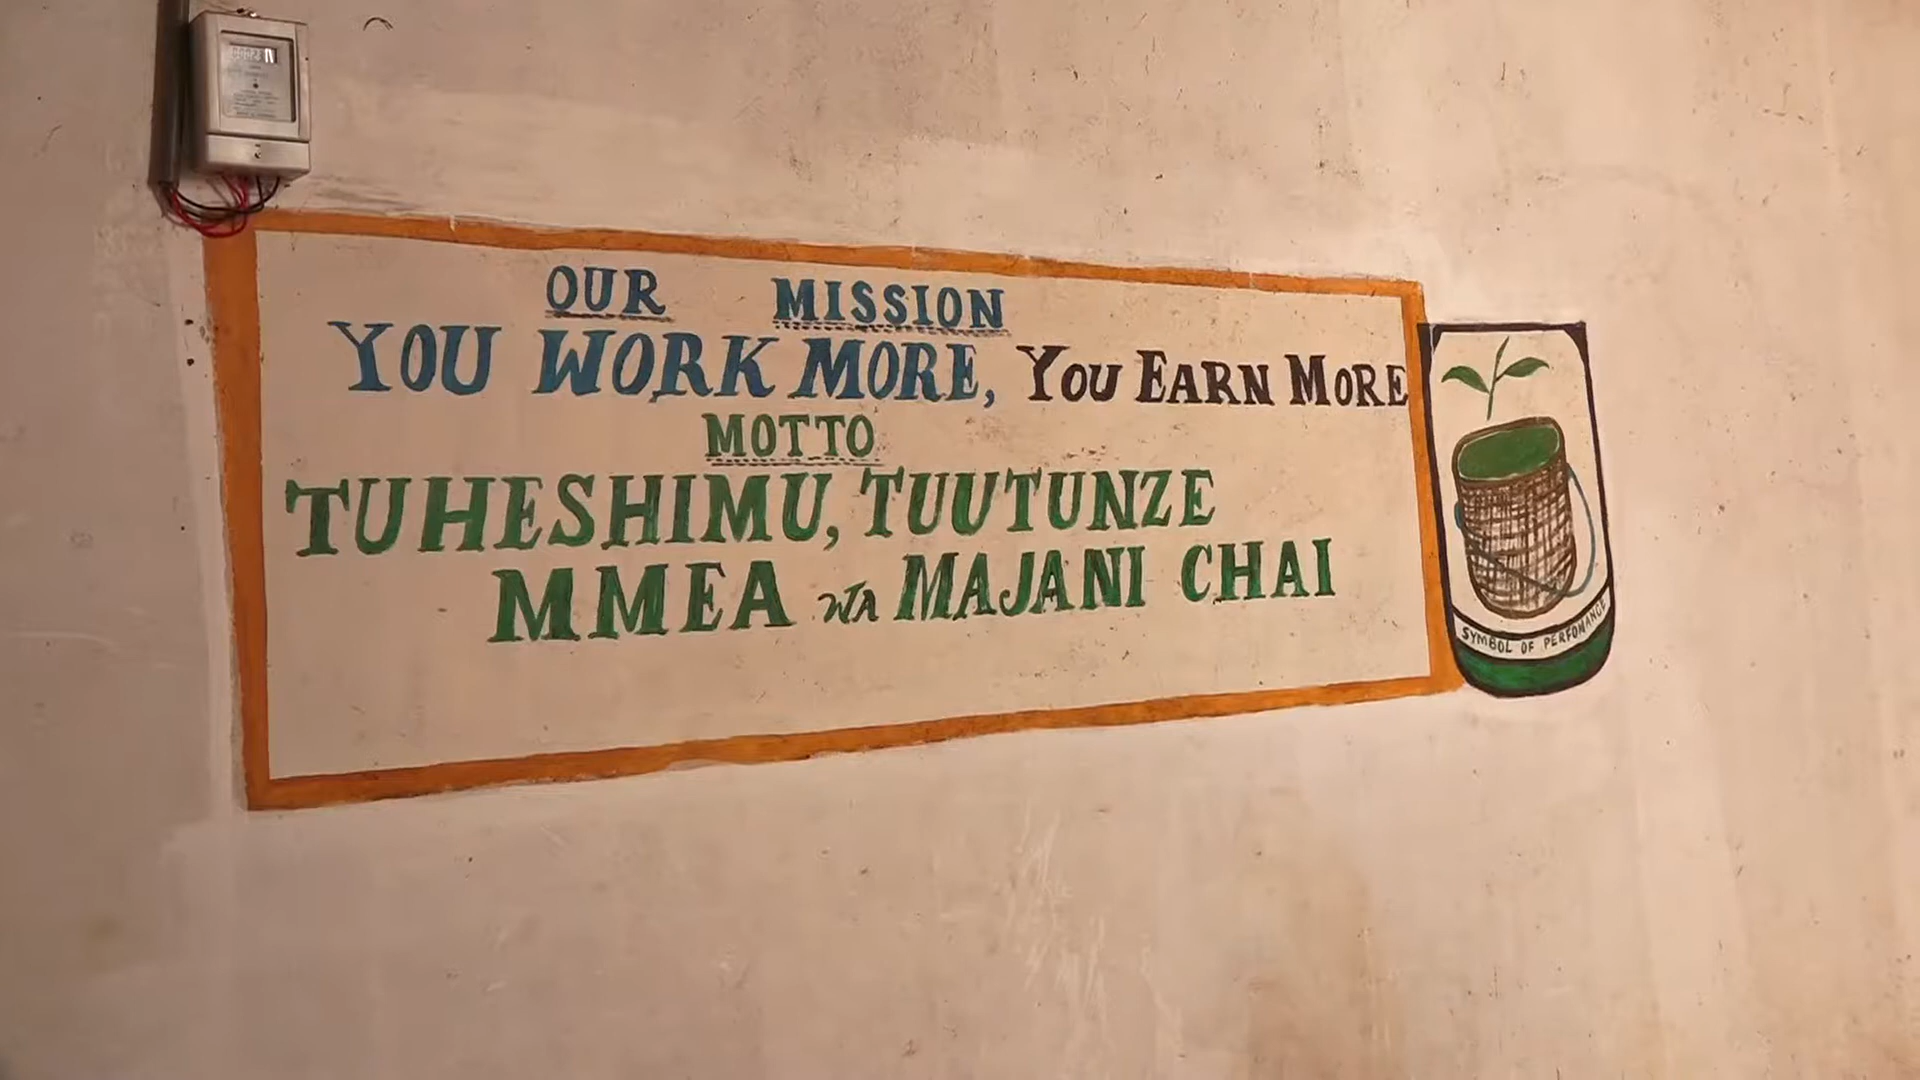 OUR MISSION
YOU WORK MORE, YOU EARN MORE
MOTTO
TUHESHIMU, TUUTUNZE
MMEA WA MAJANI CHAI
SYMBOL OF PERFOMANCE